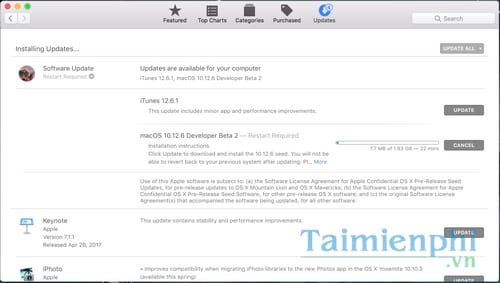 Featured
Top Charts
Categories
Purchased
Updates
Search
Installing Updates...
UPDATE ALL
Software Update
Restart Required
Updates are available for your computer
iTunes 12.6.1, macOS 10.12.6 Developer Beta 2
iTunes 12.6.1
This update includes minor app and performance improvements.
UPDATE
macOS 10.12.6 Developer Beta 2 — Restart Required
Installation instructions
Click Update to download and install the 10.12.6 seed. You will not be
able to revert back to your previous system after updating. Pl... More
7.7 MB of 1.83 GB — 22 mins
CANCEL
Use of this Apple software is subject to: (a) the Software License Agreement for Apple Confidential OS X Pre-Release Seed
Updates, for pre-release updates to OS X Mountain Lion and OS X Mavericks; (b) the Software License Agreement for Apple
Confidential OS X Pre-Release Seed Software, for other pre-release OS X software; and (c) the original Software License
Agreement(s) that accompanied the software being updated, for all other software.
Keynote
Apple
Version 7.1.1
Released Apr 26, 2017
This update contains stability and performance improvements.
UPDATE
Taimienphi
.vn
iPhoto
Apple
• Improves compatibility when migrating iPhoto libraries to the new Photos app in the OS X Yosemite 10.10.3
(available this spring)
UPDATE